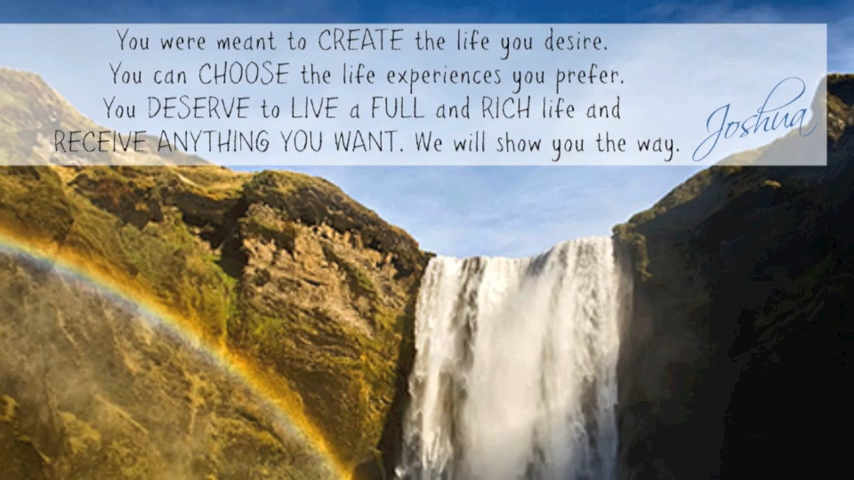 You were meant to CREATE the life you desire.
You can CHOOSE the life experiences you prefer.
You DESERVE to LIVE a FULL and RICH life and
RECEIVE ANYTHING YOU WANT. We will show you the way.
Joshua